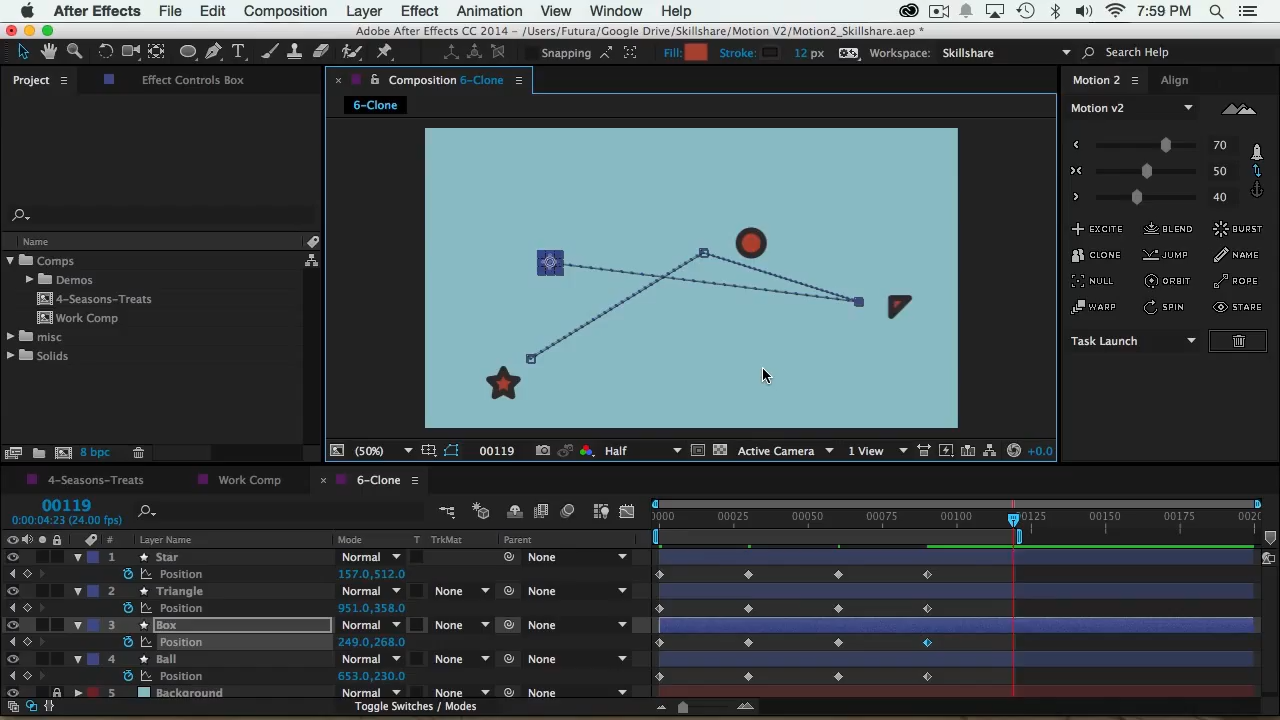 After Effects File Edit Composition Layer Effect Animation View Window Help 7:59 PM
Adobe After Effects CC 2014 - /Users/Futura/Google Drive/Skillshare/Motion V2/Motion2_Skillshare.aep *
Snapping Fill: Stroke: 12 px Workspace: Skillshare Search Help
Project Effect Controls Box Composition 6-Clone Motion 2 Align
6-Clone
Motion v2
70
50
40
EXCITE BLEND BURST
CLONE JUMP NAME
NULL ORBIT ROPE
WARP SPIN STARE
Task Launch
Name
Comps
Demos
4-Seasons-Treats
Work Comp
misc
Solids
8 bpc
(50%) 00119 Half Active Camera 1 View +0.0
4-Seasons-Treats Work Comp 6-Clone
00119
0:00:04:23 (24.00 fps)
0000 00025 00050 00075 00100 00125 00150 00175 0020
# Layer Name Mode T TrkMat Parent
1 Star Normal None
Position 157.0,512.0
2 Triangle Normal None None
Position 951.0,358.0
3 Box Normal None None
Position 249.0,268.0
4 Ball Normal None None
Position 653.0,230.0
5 Background Normal None None
Toggle Switches / Modes